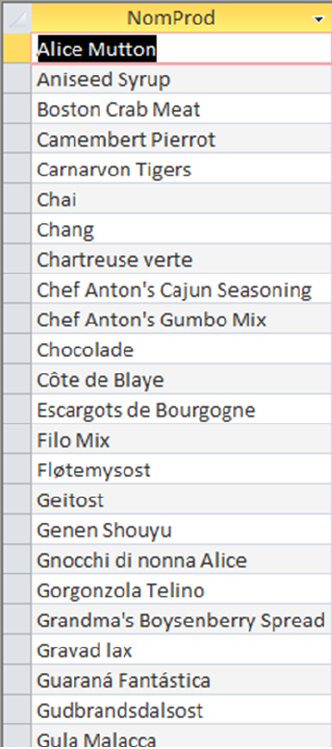 NomProd
Alice Mutton
Aniseed Syrup
Boston Crab Meat
Camembert Pierrot
Carnarvon Tigers
Chai
Chang
Chartreuse verte
Chef Anton's Cajun Seasoning
Chef Anton's Gumbo Mix
Chocolade
Côte de Blaye
Escargots de Bourgogne
Filo Mix
Fløtemysost
Geitost
Genen Shouyu
Gnocchi di nonna Alice
Gorgonzola Telino
Grandma's Boysenberry Spread
Gravad lax
Guaraná Fantástica
Gudbrandsdalsost
Gula Malacca